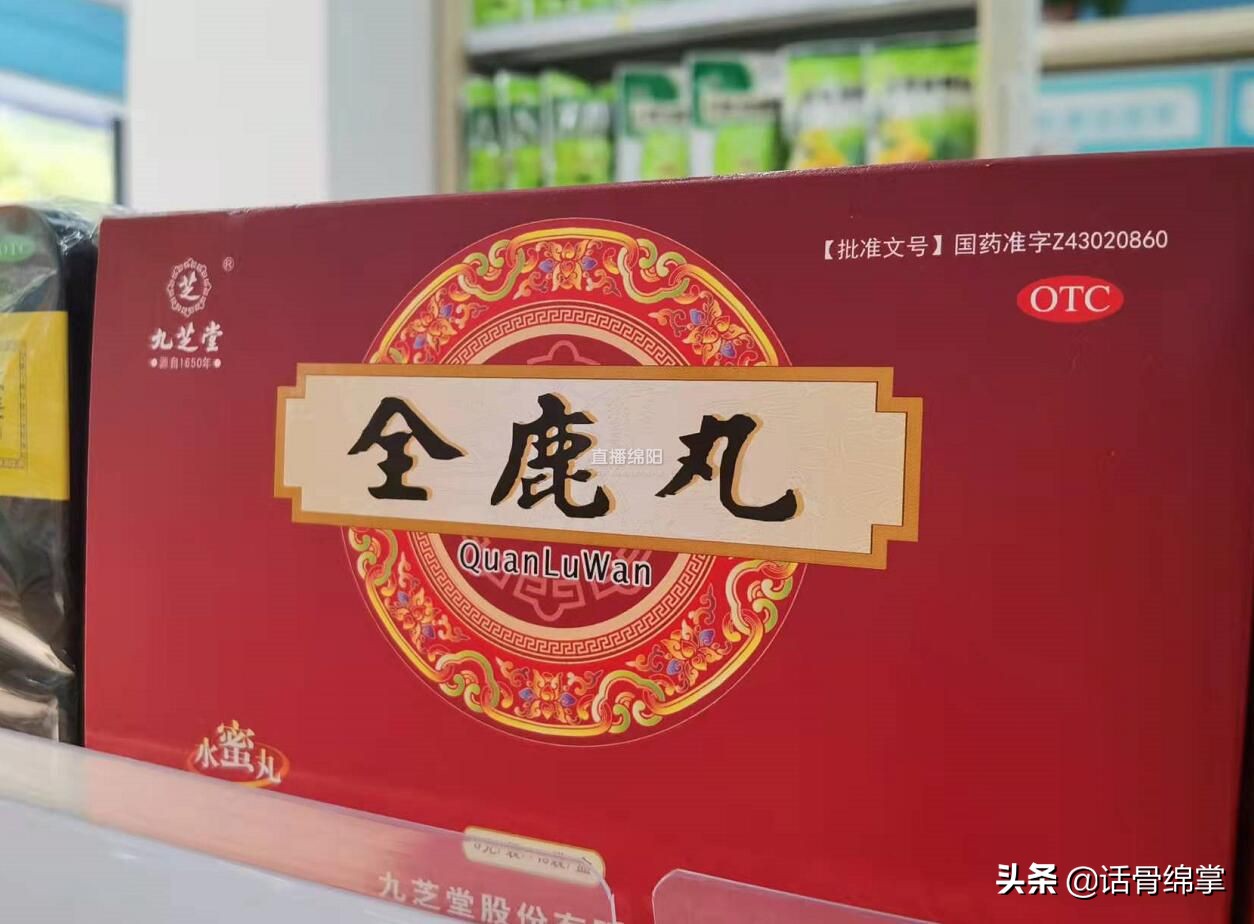 【批准文号】国药准字Z43020860
OTC
芝
®
九芝堂
源自1650年
全鹿丸
直播绵阳
QuanLuWan
水蜜丸
九芝堂股份有
头条 @话骨绵掌
OTC